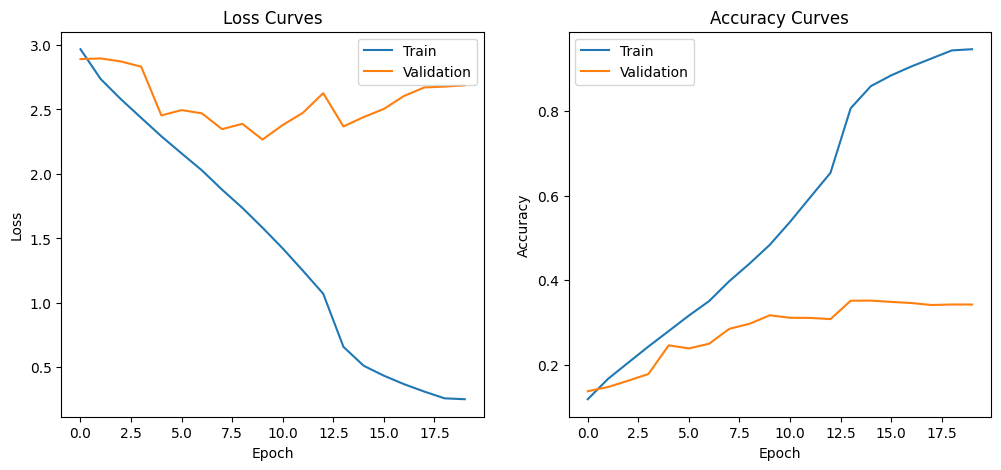 Loss Curves
Train
Validation
3.0
2.5
2.0
1.5
1.0
0.5
Loss
0.0 2.5 5.0 7.5 10.0 12.5 15.0 17.5
Epoch
Accuracy Curves
Train
Validation
0.8
0.6
0.4
0.2
Accuracy
0.0 2.5 5.0 7.5 10.0 12.5 15.0 17.5
Epoch